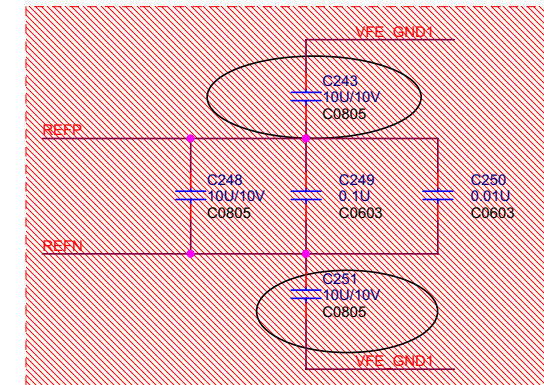 VFE_GND1
C243
10U/10V
C0805
REFP
C248
10U/10V
C0805
C249
0.1U
C0603
C250
0.01U
C0603
REFN
C251
10U/10V
C0805
VFE_GND1